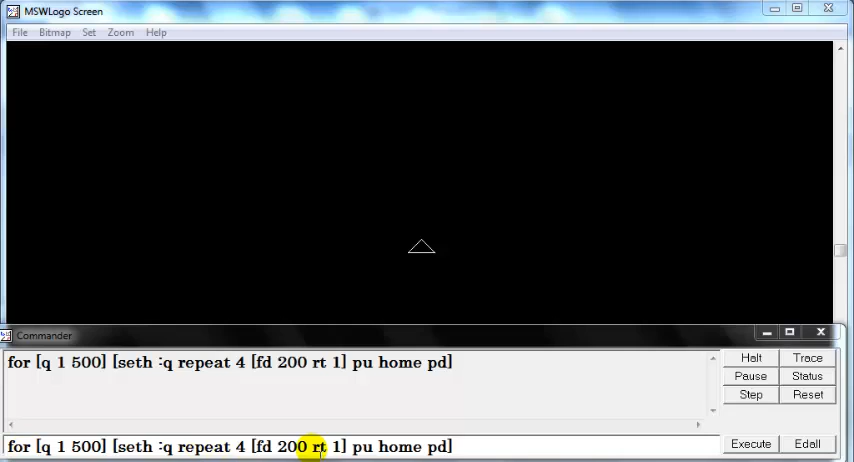 MSWLogo Screen
File Bitmap Set Zoom Help
Commander
for [q 1 500] [seth :q repeat 4 [fd 200 rt 1] pu home pd]
Halt Trace
Pause Status
Step Reset
for [q 1 500] [seth :q repeat 4 [fd 200 rt 1] pu home pd]
Execute Edall